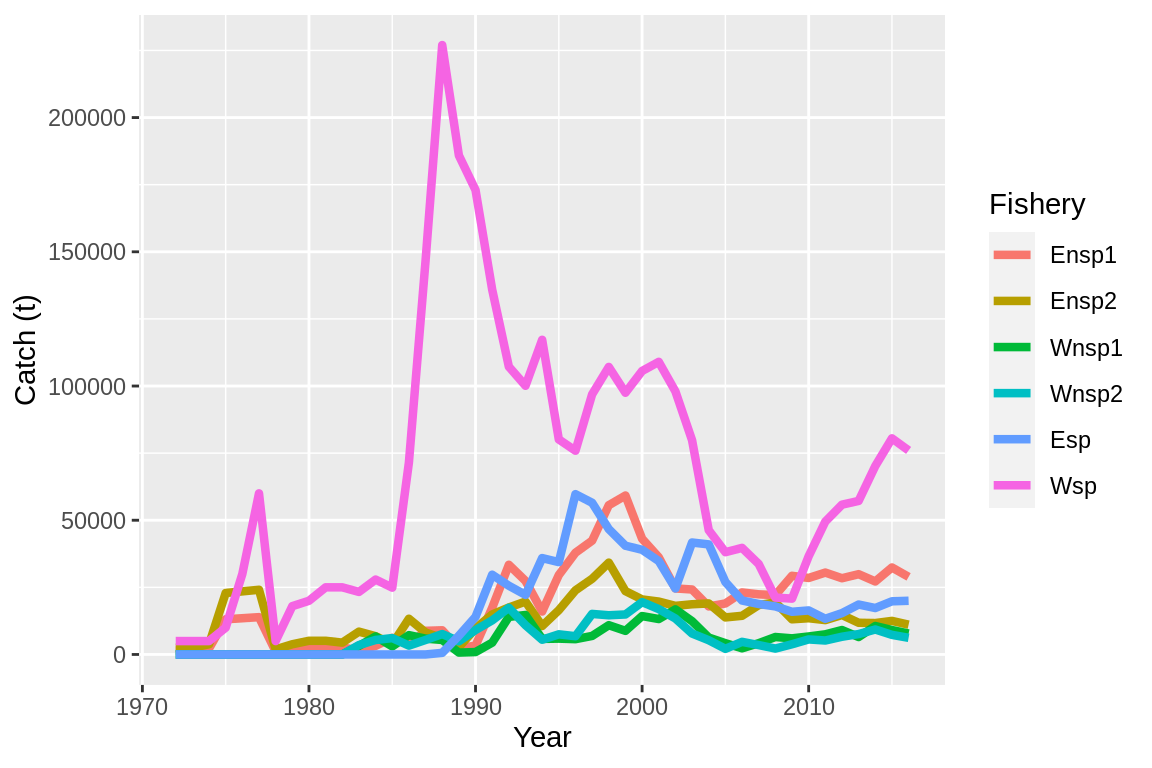 200000
150000
100000
50000
0
Catch (t)
1970 1980 1990 2000 2010
Year
Fishery
Ensp1
Ensp2
Wnsp1
Wnsp2
Esp
Wsp